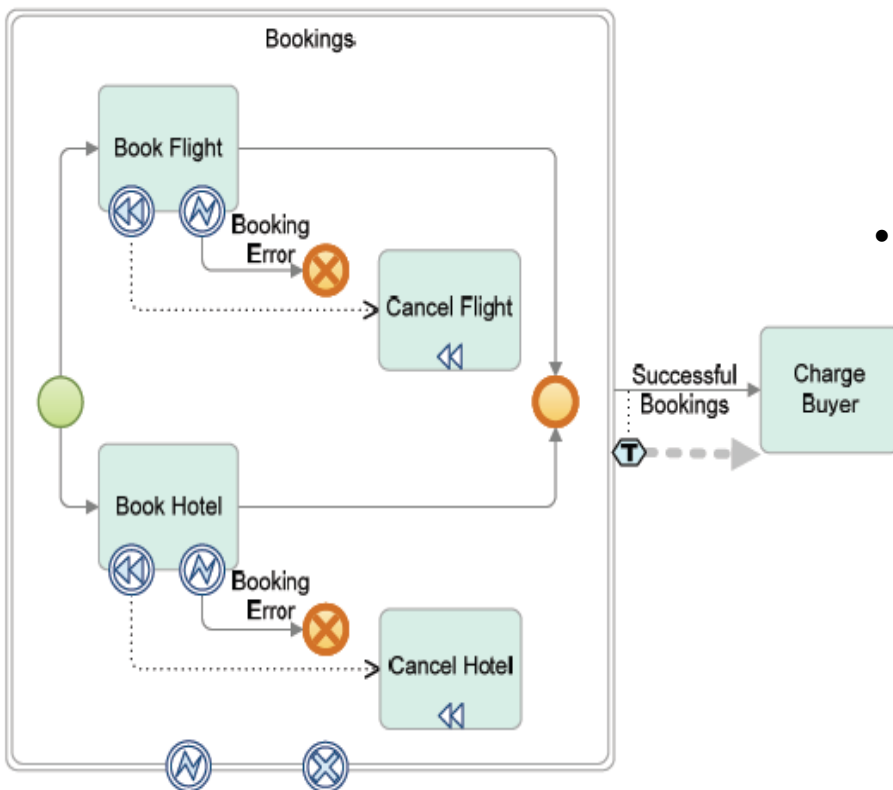 Bookings
Book Flight
Booking
Error
Cancel Flight
Successful
Bookings
Charge
Buyer
T
Book Hotel
Booking
Error
Cancel Hotel